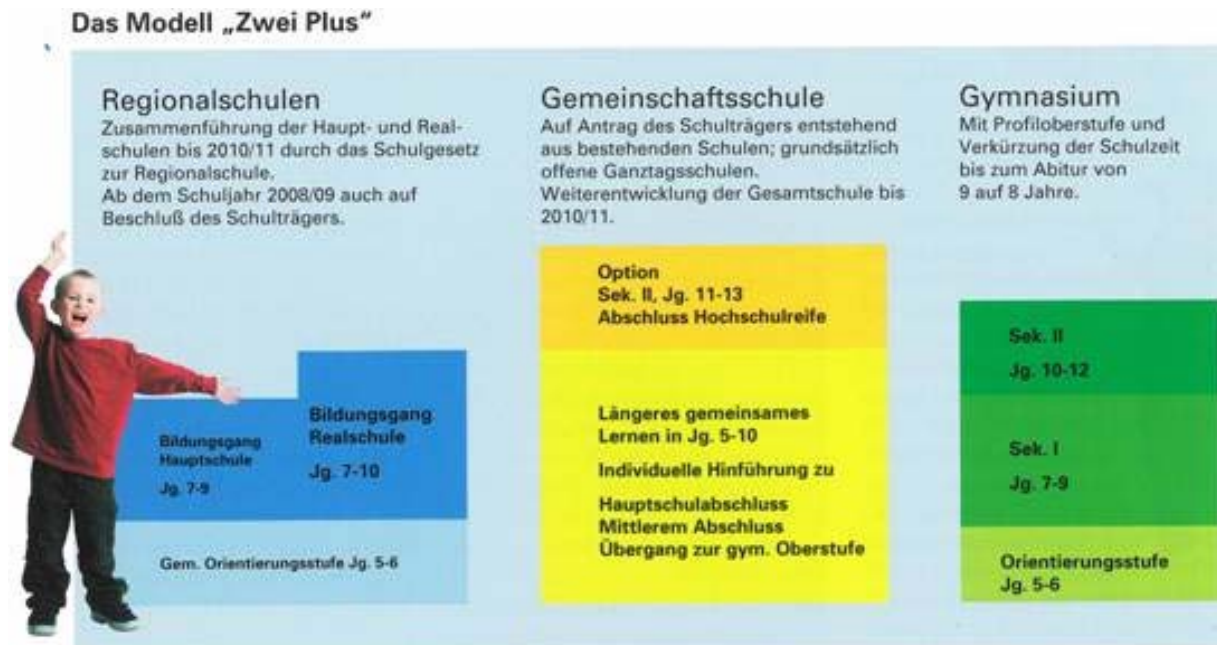 Das Modell „Zwei Plus“
Regionalschulen
Zusammenführung der Haupt- und Real-
schulen bis 2010/11 durch das Schulgesetz
zur Regionalschule.
Ab dem Schuljahr 2008/09 auch auf
Beschluß des Schulträgers.
Bildungsgang
Hauptschule
Jg. 7-9
Bildungsgang
Realschule
Jg. 7-10
Gem. Orientierungsstufe Jg. 5-6
Gemeinschaftsschule
Auf Antrag des Schulträgers entstehend
aus bestehenden Schulen; grundsätzlich
offene Ganztagsschulen.
Weiterentwicklung der Gesamtschule bis
2010/11.
Option
Sek. II, Jg. 11-13
Abschluss Hochschulreife
Längeres gemeinsames
Lernen in Jg. 5-10
Individuelle Hinführung zu
Hauptschulabschluss
Mittlerem Abschluss
Übergang zur gym. Oberstufe
Gymnasium
Mit Profiloberstufe und
Verkürzung der Schulzeit
bis zum Abitur von
9 auf 8 Jahre.
Sek. II
Jg. 10-12
Sek. I
Jg. 7-9
Orientierungsstufe
Jg. 5-6